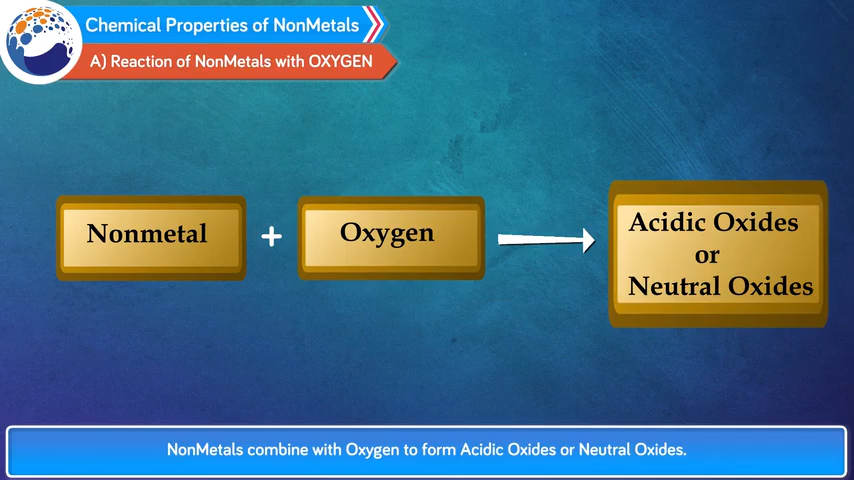 Chemical Properties of NonMetals
A) Reaction of NonMetals with OXYGEN
Nonmetal + Oxygen
Acidic Oxides
or
Neutral Oxides
NonMetals combine with Oxygen to form Acidic Oxides or Neutral Oxides.